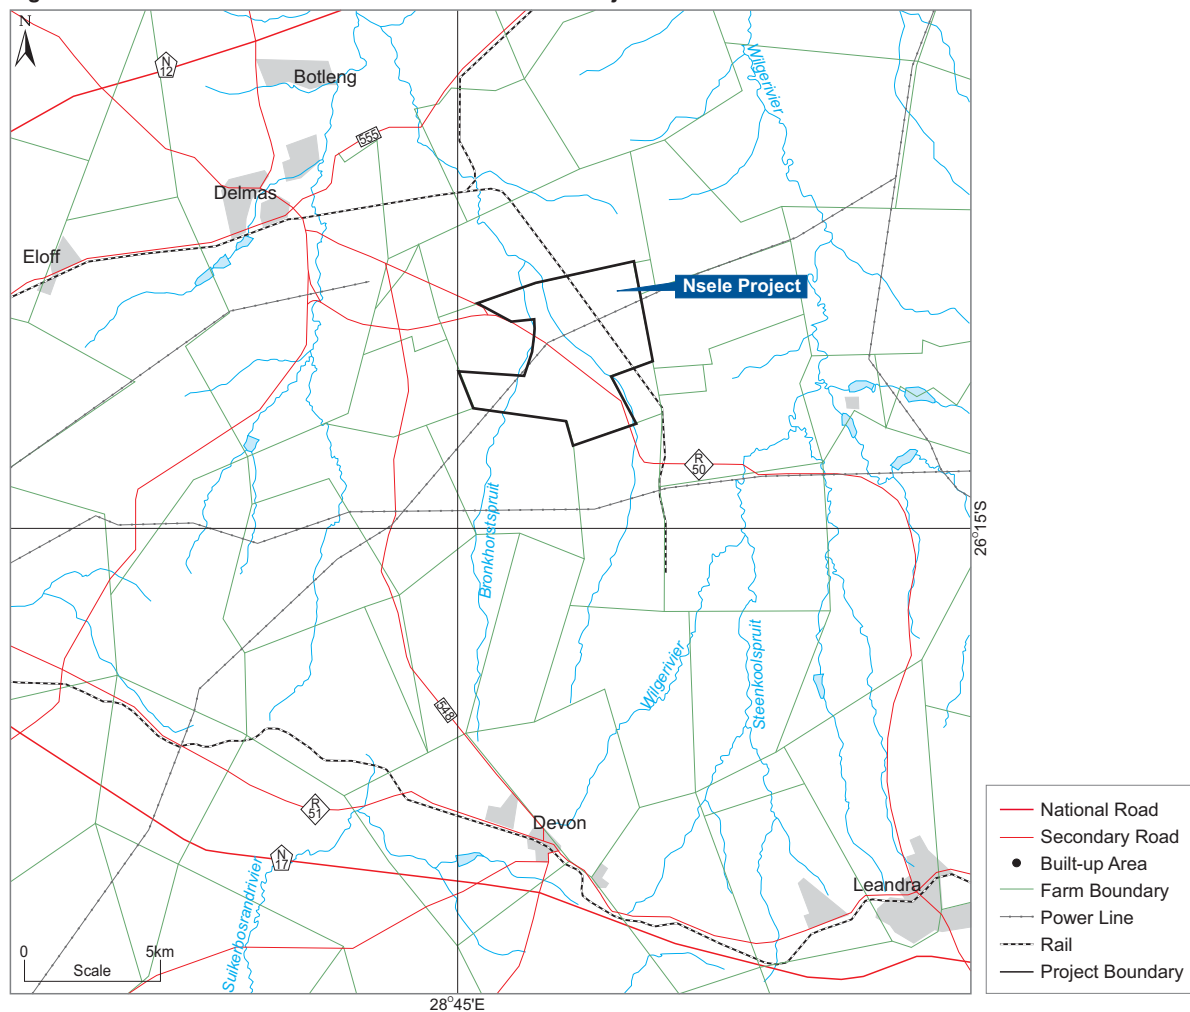 N
N
12
Botleng
Wilgerivier
555
Delmas
Eloff
Nsele Project
R
50
Bronkhorstspruit
26°15'S
Wilgerivier
Steenkoolspruit
548
R
51
Devon
N
17
Suikerbosrandrivier
Leandra
0 5km
Scale
28°45'E
National Road
Secondary Road
Built-up Area
Farm Boundary
Power Line
Rail
Project Boundary